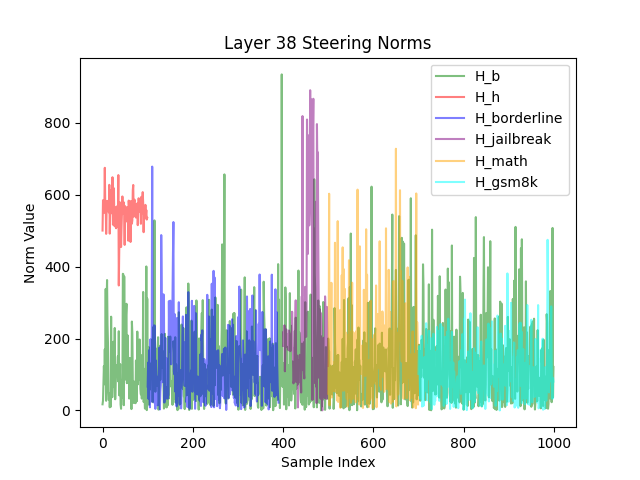 Layer 38 Steering Norms
H_b
H_h
H_borderline
H_jailbreak
H_math
H_gsm8k
Norm Value
800
600
400
200
0
0 200 400 600 800 1000
Sample Index